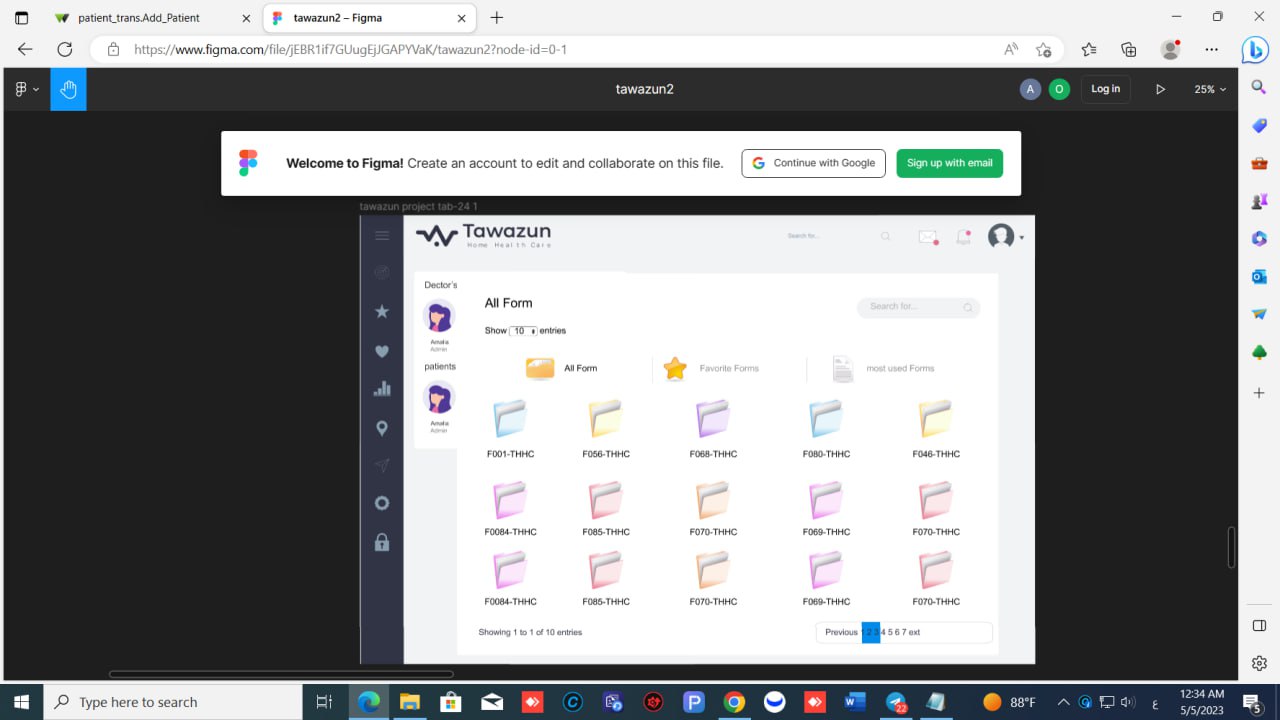 patient_trans.Add_Patient
tawazun2 – Figma
https://www.figma.com/file/jEBR1if7GUugEjJGAPYVaK/tawazun2?node-id=0-1
tawazun2
A
O
Log in
25%
Welcome to Figma! Create an account to edit and collaborate on this file.
Continue with Google
Sign up with email
tawazun project tab-24 1
Tawazun
Home Health Care
Search for...
Dector's
Amalia
Admin
patients
Amalia
Admin
All Form
Search for...
Show 10 entries
All Form
Favorite Forms
most used Forms
F001-THHC F056-THHC F068-THHC F080-THHC F046-THHC
F0084-THHC F085-THHC F070-THHC F069-THHC F070-THHC
F0084-THHC F085-THHC F070-THHC F069-THHC F070-THHC
Showing 1 to 1 of 10 entries
Previous 1 2 3 4 5 6 7 ext
Type here to search
22
88°F
ع
12:34 AM
5/5/2023
5